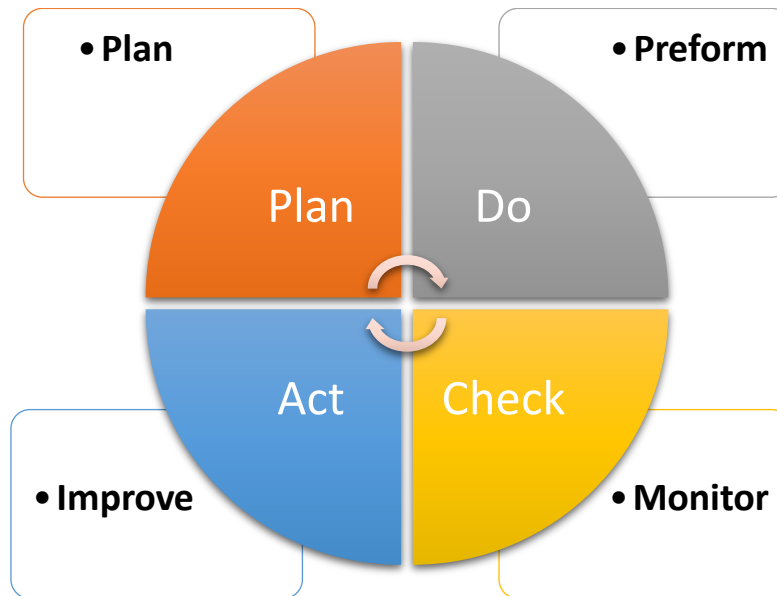 • Plan
• Preform
Plan
Do
Act
Check
• Improve
• Monitor